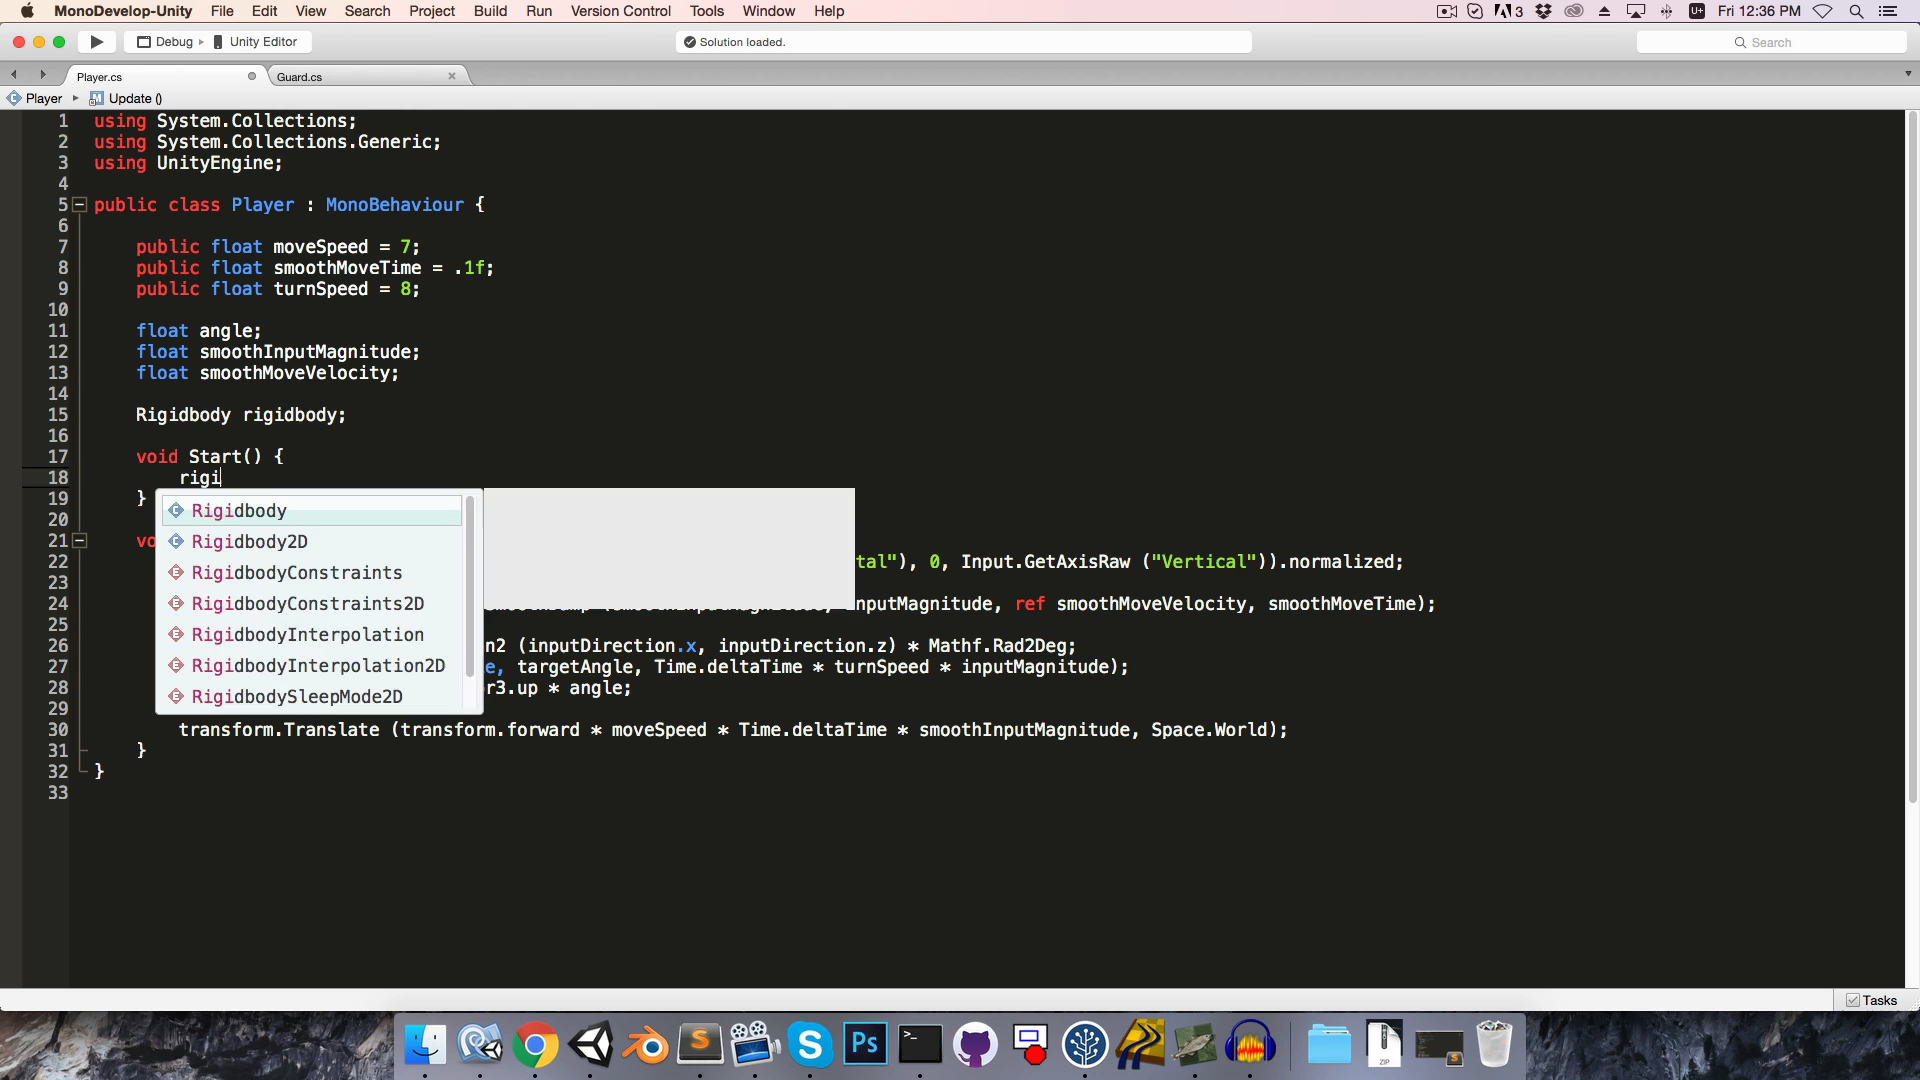 MonoDevelop-Unity File Edit View Search Project Build Run Version Control Tools Window Help 3 U+ Fri 12:36 PM
Debug Unity Editor Solution loaded. Search
Player.cs Guard.cs
Player Update ()
1 using System.Collections;
2 using System.Collections.Generic;
3 using UnityEngine;
4
5 public class Player : MonoBehaviour {
6
7 public float moveSpeed = 7;
8 public float smoothMoveTime = .1f;
9 public float turnSpeed = 8;
10
11 float angle;
12 float smoothInputMagnitude;
13 float smoothMoveVelocity;
14
15 Rigidbody rigidbody;
16
17 void Start() {
18 rigi
19 }
20
21 vo
22 tal"), 0, Input.GetAxisRaw ("Vertical")).normalized;
23
24 nputMagnitude, ref smoothMoveVelocity, smoothMoveTime);
25
26 n2 (inputDirection.x, inputDirection.z) * Mathf.Rad2Deg;
27 e, targetAngle, Time.deltaTime * turnSpeed * inputMagnitude);
28 r3.up * angle;
29
30 transform.Translate (transform.forward * moveSpeed * Time.deltaTime * smoothInputMagnitude, Space.World);
31 }
32 }
33
Rigidbody
Rigidbody2D
RigidbodyConstraints
RigidbodyConstraints2D
RigidbodyInterpolation
RigidbodyInterpolation2D
RigidbodySleepMode2D
Tasks
S
S
Ps
>_
ZIP
S